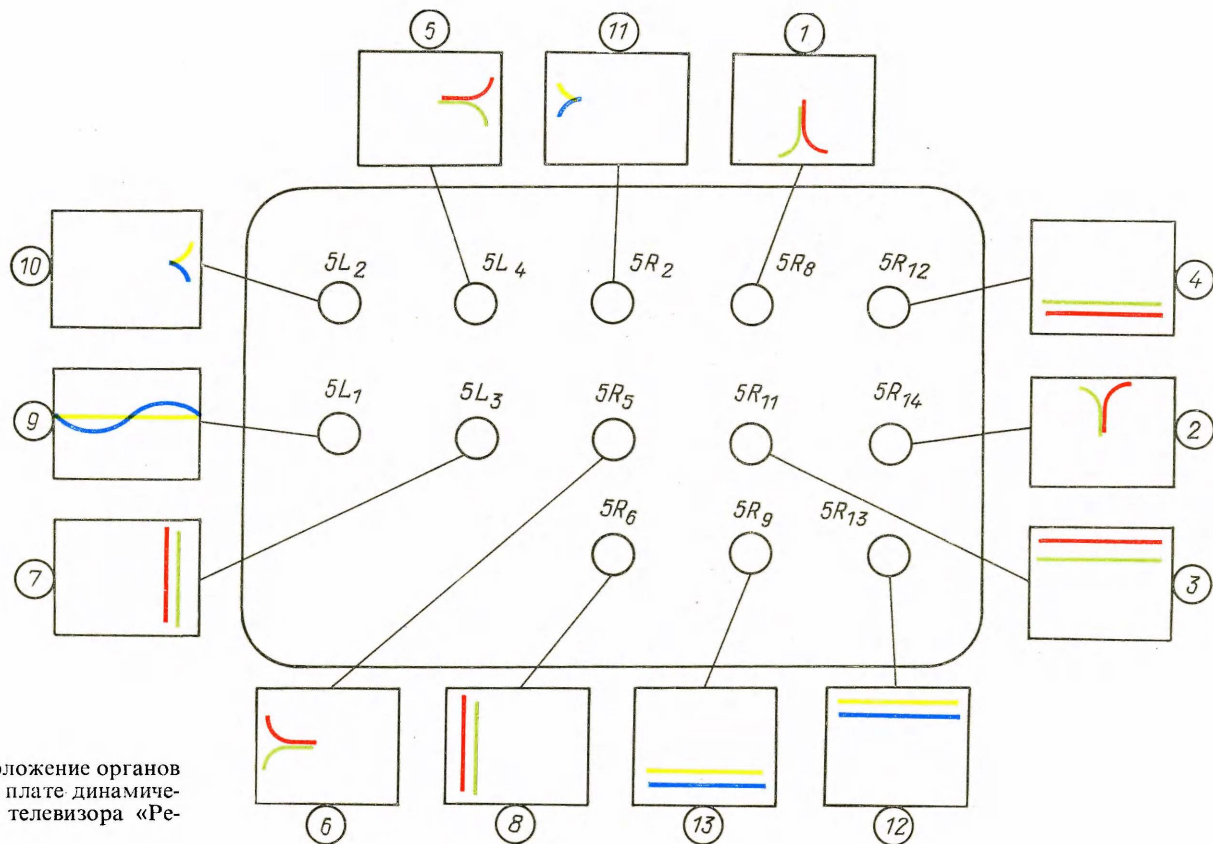 5 11 1
10 5L₂ 5L₄ 5R₂ 5R₈ 5R₁₂ 4
9 5L₁ 5L₃ 5R₅ 5R₁₁ 5R₁₄ 2
7 5R₆ 5R₉ 5R₁₃ 3
оложение органов
плате динамиче-
телевизора «Ре-
6 8 13 12